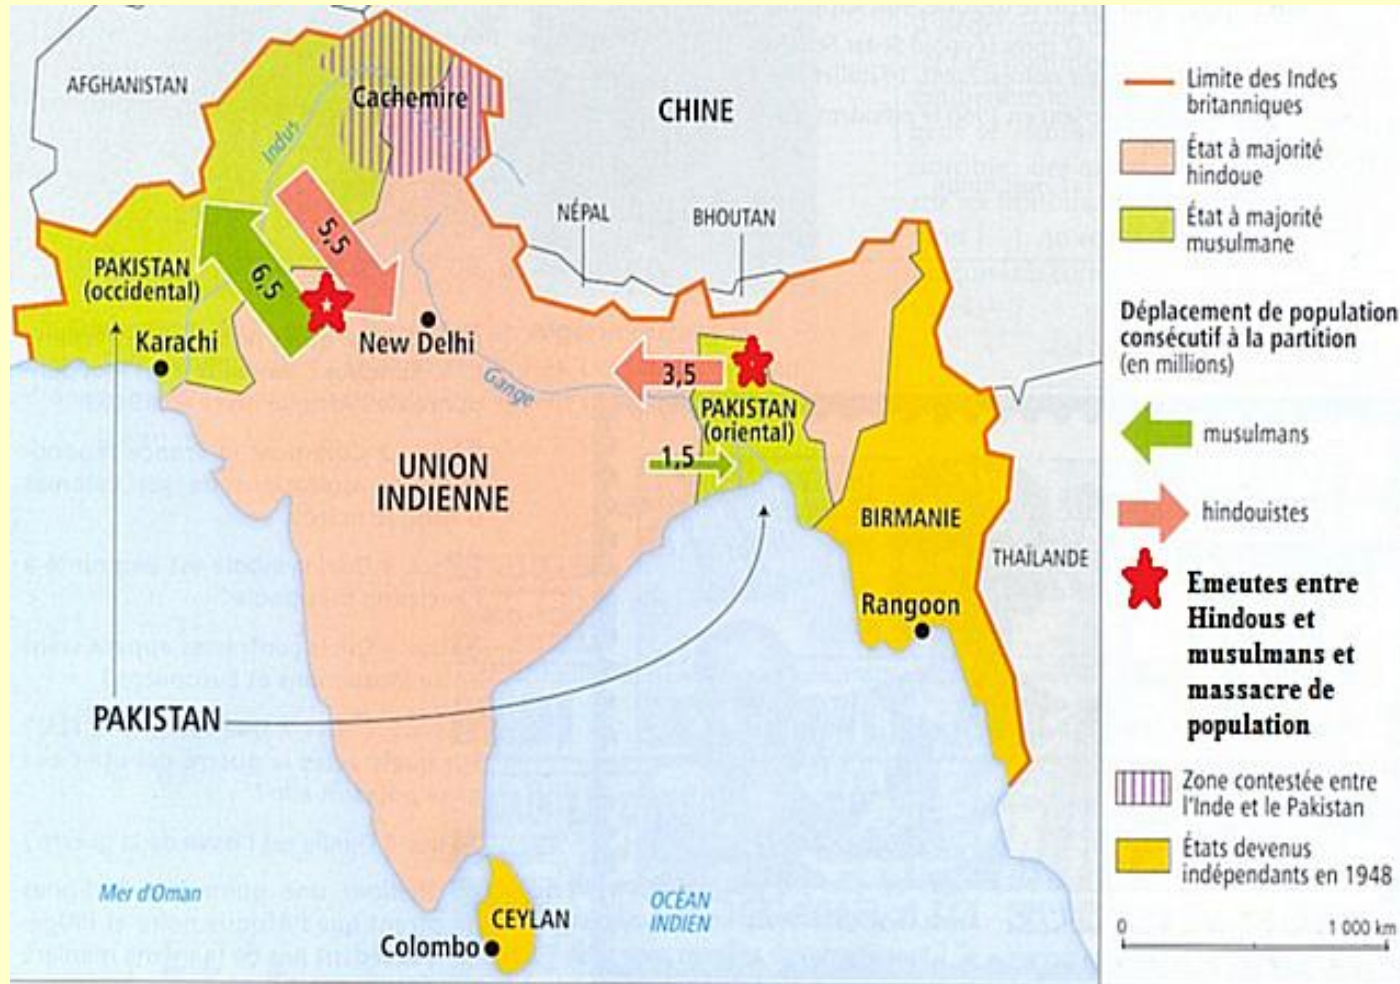 AFGHANISTAN
Cachemire
CHINE
Indus
NÉPAL
BHOUTAN
5,5
6,5
PAKISTAN
(occidental)
Karachi
New Delhi
Gange
3,5
PAKISTAN
(oriental)
1,5
UNION
INDIENNE
BIRMANIE
THAÏLANDE
Rangoon
PAKISTAN
Mer d'Oman
OCÉAN
INDIEN
CEYLAN
Colombo
Limite des Indes
britanniques
État à majorité
hindoue
État à majorité
musulmane
Déplacement de population
consécutif à la partition
(en millions)
musulmans
hindouistes
Emeutes entre
Hindous et
musulmans et
massacre de
population
Zone contestée entre
l'Inde et le Pakistan
États devenus
indépendants en 1948
0 1 000 km